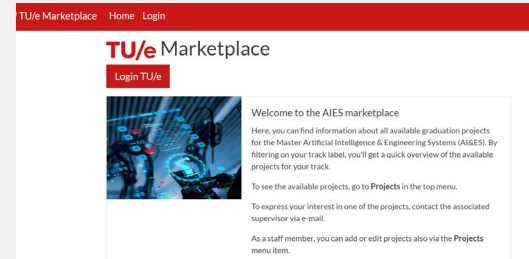 TU/e Marketplace Home Login
TU/e Marketplace
Login TU/e
Welcome to the AIES marketplace
Here, you can find information about all available graduation projects
for the Master Artificial Intelligence & Engineering Systems (AI&ES). By
filtering on your track label, you'll get a quick overview of the available
projects for your track.
To see the available projects, go to Projects in the top menu.
To express your interest in one of the projects, contact the associated
supervisor via e-mail.
As a staff member, you can add or edit projects also via the Projects
menu item.